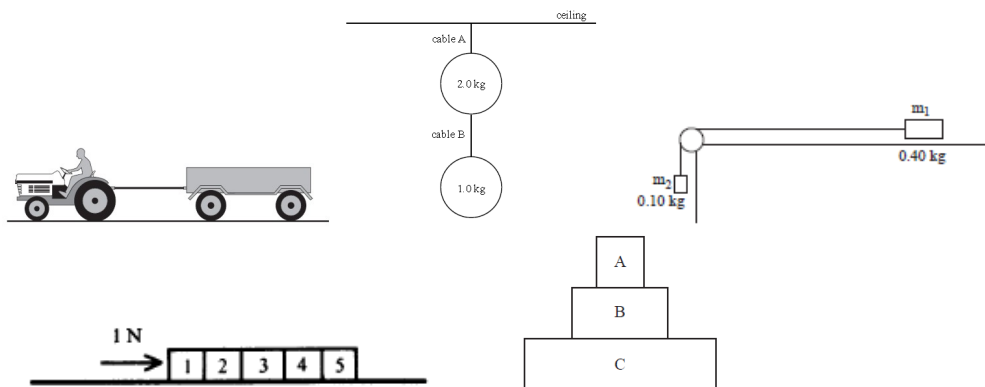 ceiling
cable A
2.0 kg
cable B
1.0 kg
m₁
0.40 kg
m₂
0.10 kg
A
B
C
1 N
1 2 3 4 5